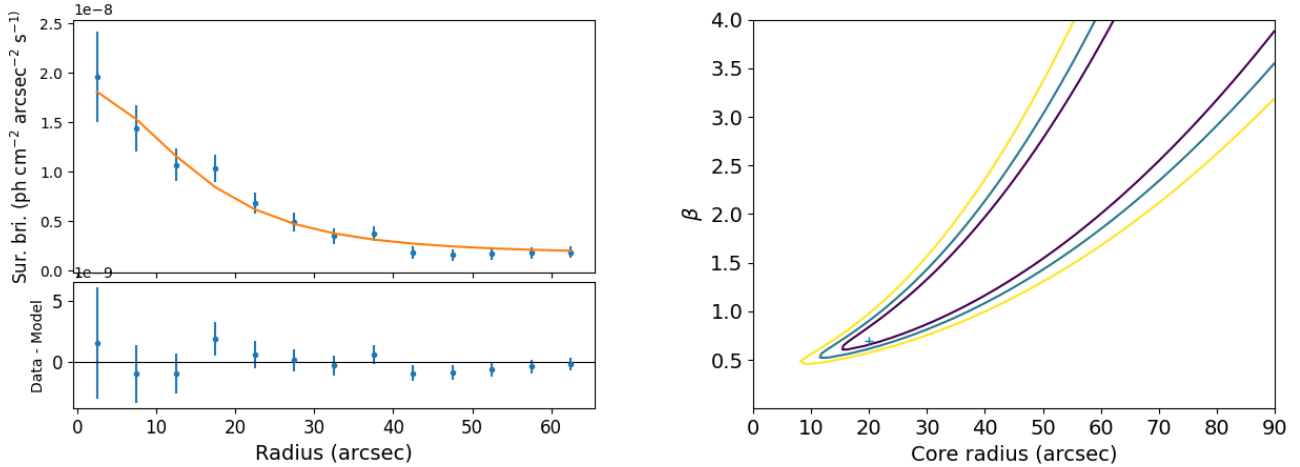 1e−8
Sur. bri. (ph cm⁻² arcsec⁻² s⁻¹)
2.5
2.0
1.5
1.0
0.5
0.0
1e−9
Data - Model
5
0
0 10 20 30 40 50 60
Radius (arcsec)
β
4.0
3.5
3.0
2.5
2.0
1.5
1.0
0.5
0 10 20 30 40 50 60 70 80 90
Core radius (arcsec)